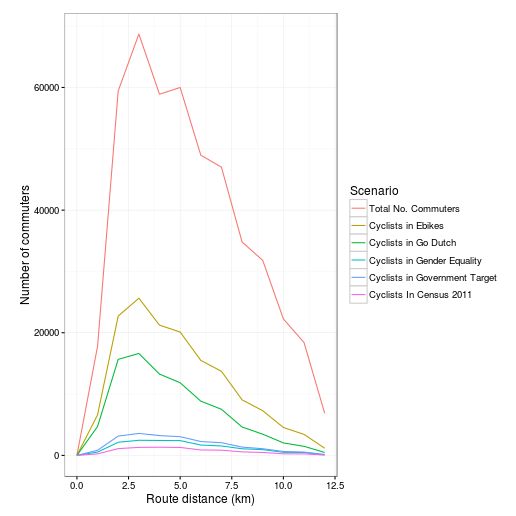 60000
40000
20000
0
Number of commuters
0.0 2.5 5.0 7.5 10.0 12.5
Route distance (km)
Scenario
Total No. Commuters
Cyclists in Ebikes
Cyclists in Go Dutch
Cyclists in Gender Equality
Cyclists in Government Target
Cyclists In Census 2011